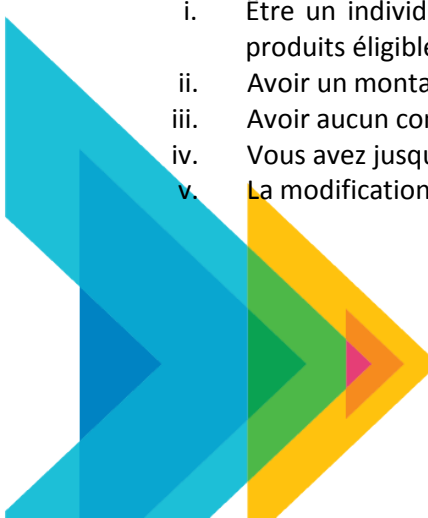 i. Etre un individ
produits éligible
ii. Avoir un monta
iii. Avoir aucun cor
iv. Vous avez jusqu
v. La modification